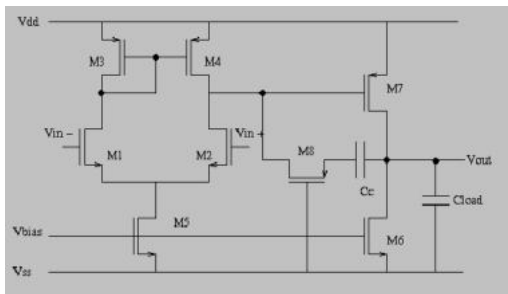 Vdd
M3
M4
M7
Vin −
M1
M2
Vin +
M8
Cc
Vout
Cload
M5
Vbias
M6
Vss